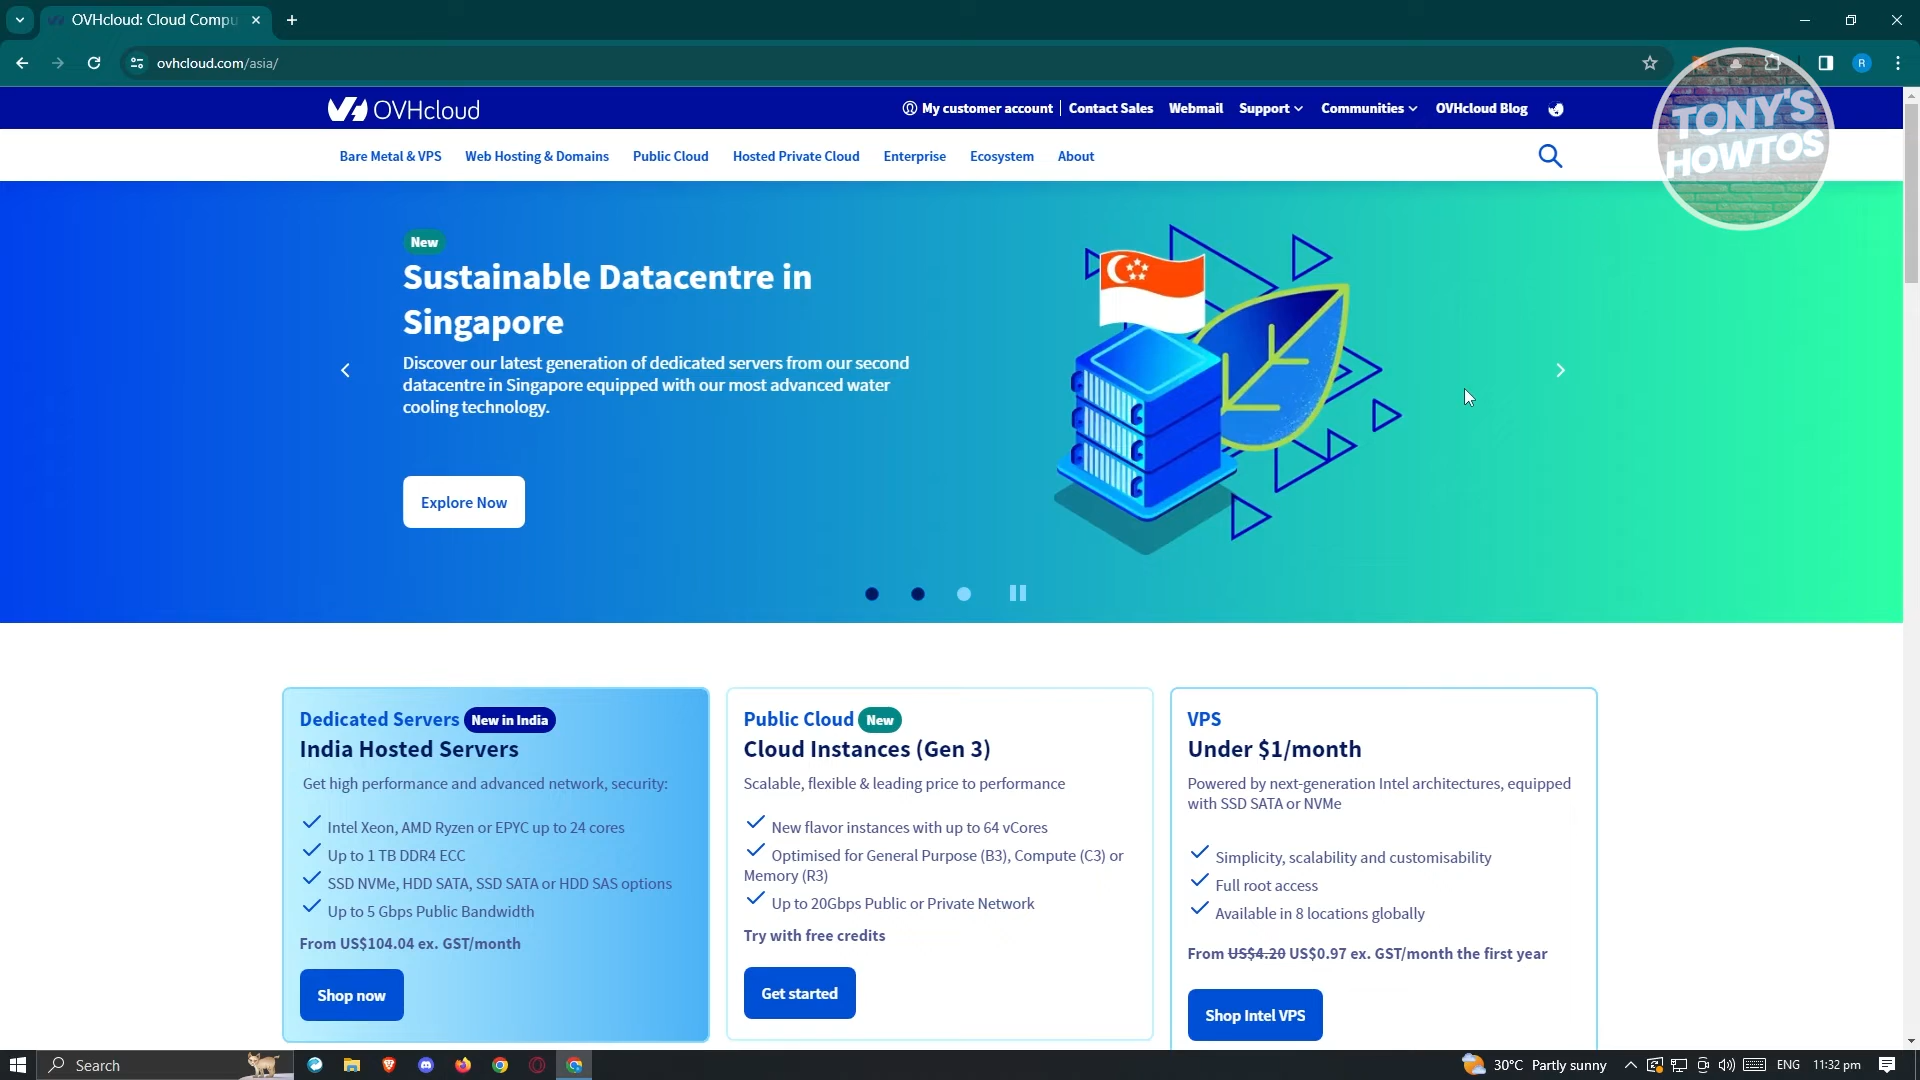 OVHcloud: Cloud Compu
ovhcloud.com/asia/
R
TONY'S
HOWTOS
OVHcloud
My customer account
Contact Sales
Webmail
Support
Communities
OVHcloud Blog
Bare Metal & VPS
Web Hosting & Domains
Public Cloud
Hosted Private Cloud
Enterprise
Ecosystem
About
New
Sustainable Datacentre in
Singapore
Discover our latest generation of dedicated servers from our second
datacentre in Singapore equipped with our most advanced water
cooling technology.
Explore Now
Dedicated Servers New in India
India Hosted Servers
Get high performance and advanced network, security:
Intel Xeon, AMD Ryzen or EPYC up to 24 cores
Up to 1 TB DDR4 ECC
SSD NVMe, HDD SATA, SSD SATA or HDD SAS options
Up to 5 Gbps Public Bandwidth
From US$104.04 ex. GST/month
Shop now
Public Cloud New
Cloud Instances (Gen 3)
Scalable, flexible & leading price to performance
New flavor instances with up to 64 vCores
Optimised for General Purpose (B3), Compute (C3) or
Memory (R3)
Up to 20Gbps Public or Private Network
Try with free credits
Get started
VPS
Under $1/month
Powered by next-generation Intel architectures, equipped
with SSD SATA or NVMe
Simplicity, scalability and customisability
Full root access
Available in 8 locations globally
From US$4.20 US$0.97 ex. GST/month the first year
Shop Intel VPS
Search
30°C Partly sunny
ENG
11:32 pm